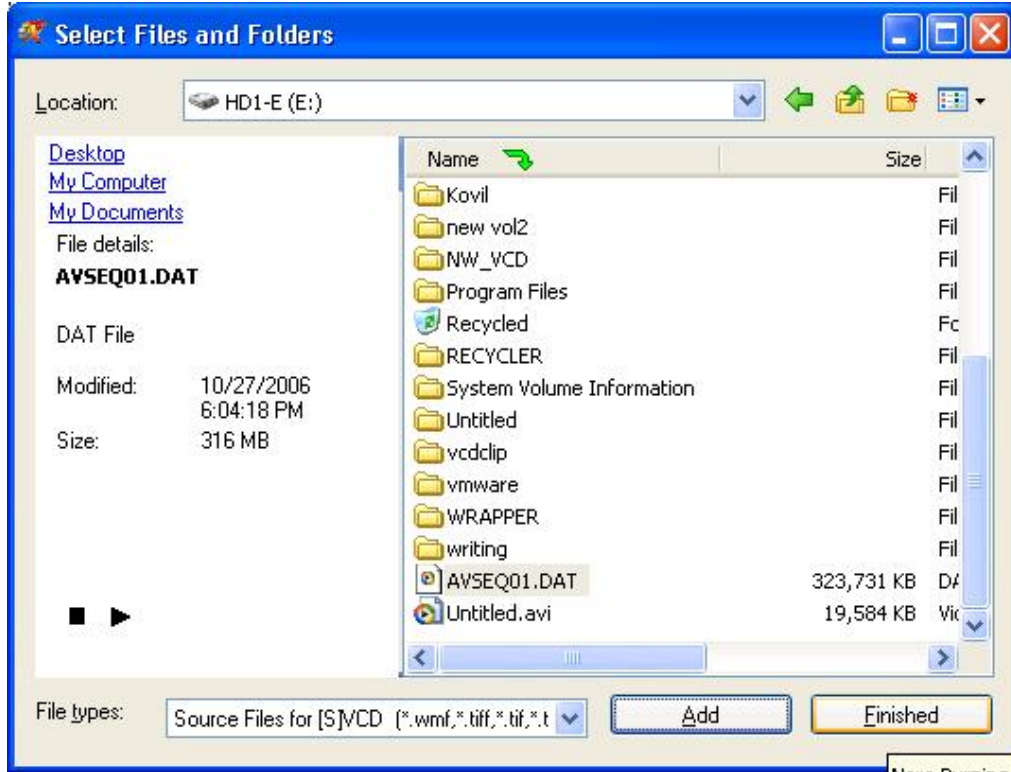 Select Files and Folders
Location: HD1-E (E:)
Desktop
My Computer
My Documents
File details:
AVSEQ01.DAT
DAT File
Modified: 10/27/2006
6:04:18 PM
Size: 316 MB
Name Size
Kovil Fil
new vol2 Fil
NW_VCD Fil
Program Files Fil
Recycled Fo
RECYCLER Fil
System Volume Information Fil
Untitled Fil
vcdclip Fil
vmware Fil
WRAPPER Fil
writing Fil
AVSEQ01.DAT 323,731 KB DA
Untitled.avi 19,584 KB Vid
File types: Source Files for [S]VCD (*.wmf,*.tiff,*.tif,*.t
Add
Finished